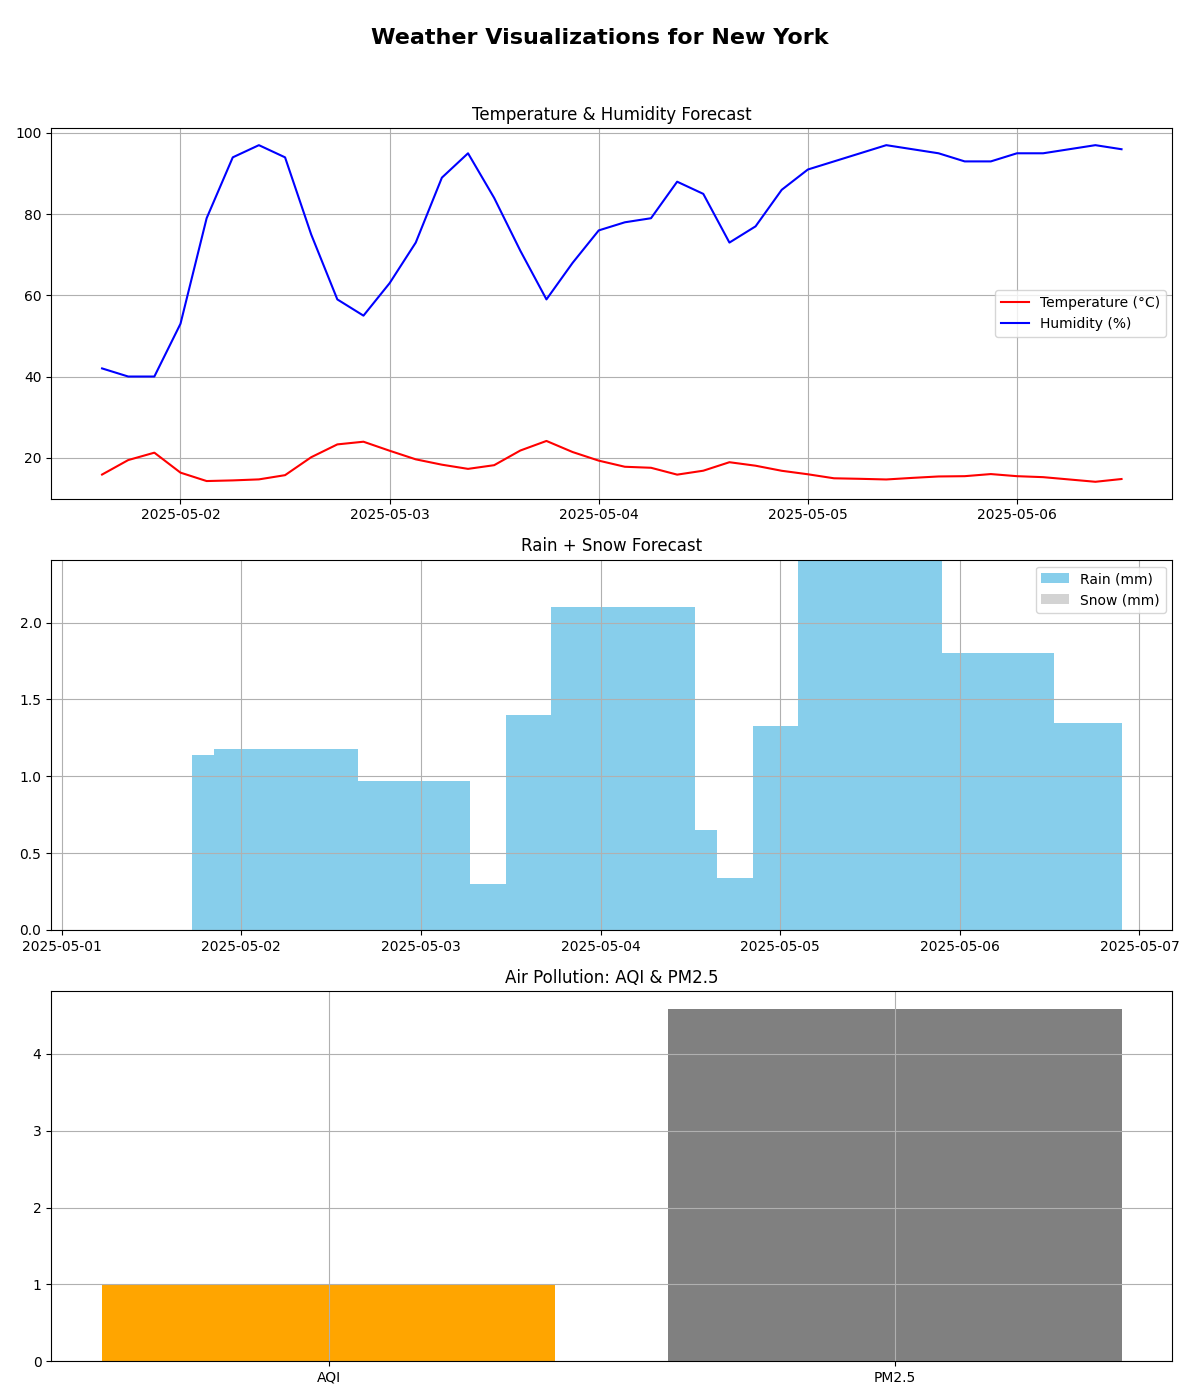 Weather Visualizations for New York
Temperature & Humidity Forecast
100
80
60
40
20
Temperature (°C)
Humidity (%)
2025-05-02 2025-05-03 2025-05-04 2025-05-05 2025-05-06
Rain + Snow Forecast
Rain (mm)
Snow (mm)
2.0
1.5
1.0
0.5
0.0
2025-05-01 2025-05-02 2025-05-03 2025-05-04 2025-05-05 2025-05-06 2025-05-07
Air Pollution: AQI & PM2.5
4
3
2
1
0
AQI PM2.5